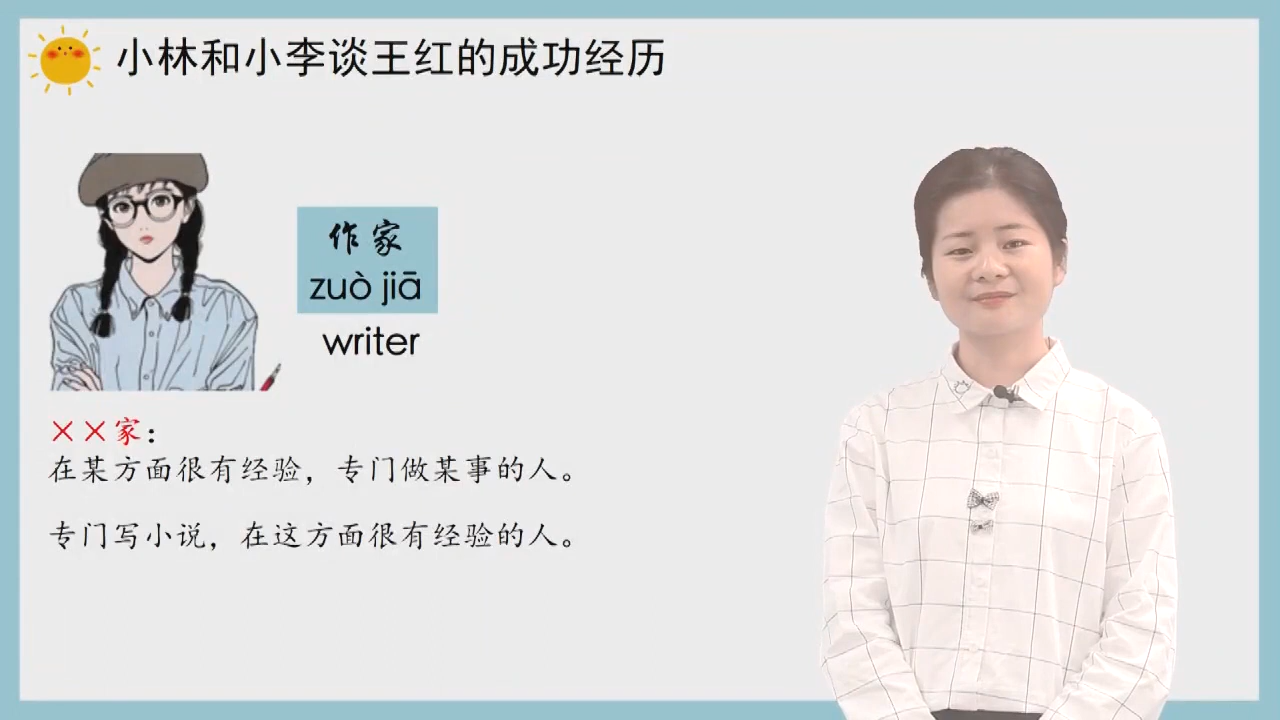 小林和小李谈王红的成功经历
作家
zuò jiā
writer
××家：
在某方面很有经验，专门做某事的人。
专门写小说，在这方面很有经验的人。